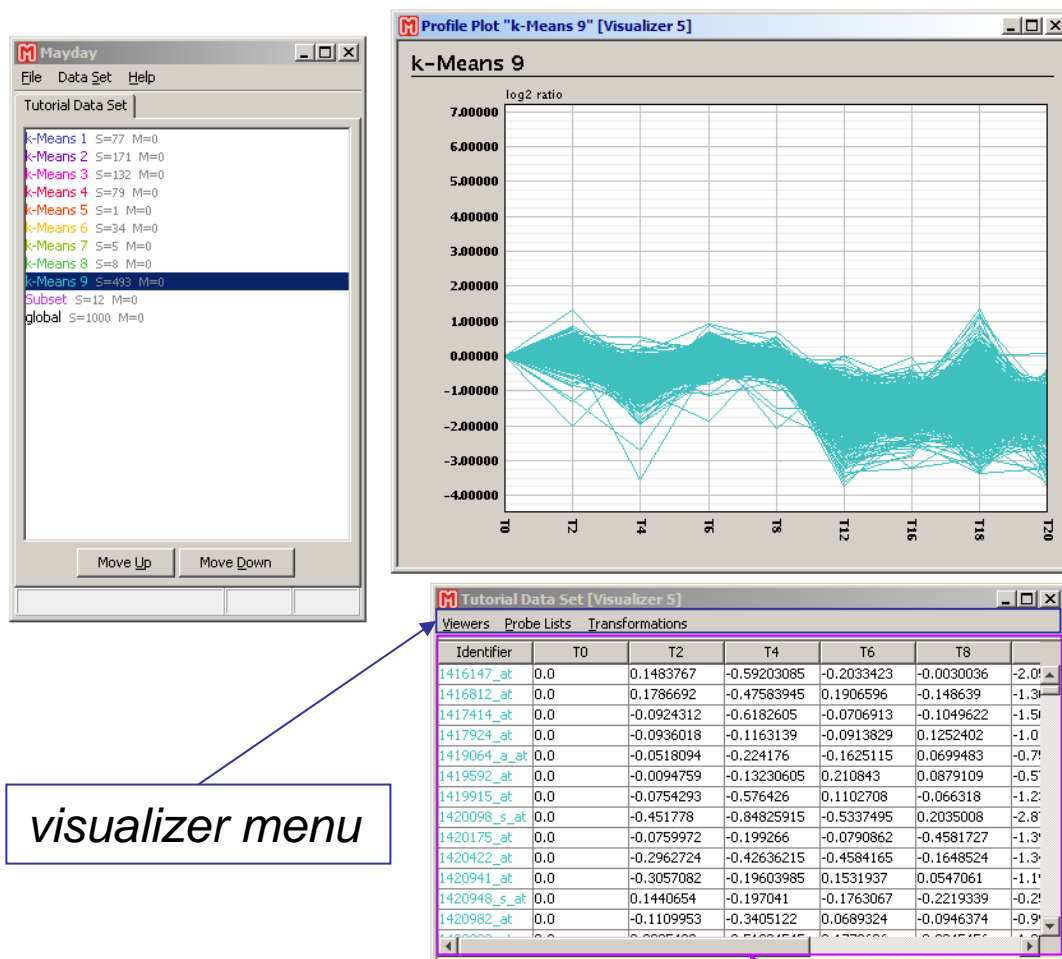 Mayday
File Data Set Help
Tutorial Data Set
k-Means 1 S=77 M=0
k-Means 2 S=171 M=0
k-Means 3 S=132 M=0
k-Means 4 S=79 M=0
k-Means 5 S=1 M=0
k-Means 6 S=34 M=0
k-Means 7 S=5 M=0
k-Means 8 S=8 M=0
k-Means 9 S=493 M=0
Subset S=12 M=0
global S=1000 M=0
Move Up Move Down
Profile Plot "k-Means 9" [Visualizer 5]
k-Means 9
log2 ratio
7.00000
6.00000
5.00000
4.00000
3.00000
2.00000
1.00000
0.00000
-1.00000
-2.00000
-3.00000
-4.00000
T0 T2 T4 T6 T8 T12 T16 T18 T20
Tutorial Data Set [Visualizer 5]
Viewers Probe Lists Transformations
Identifier T0 T2 T4 T6 T8
1416147_at 0.0 0.1483767 -0.59203085 -0.2033423 -0.0030036
1416812_at 0.0 0.1786692 -0.47583945 0.1906596 -0.148639
1417414_at 0.0 -0.0924312 -0.6182605 -0.0706913 -0.1049622
1417924_at 0.0 -0.0936018 -0.1163139 -0.0913829 0.1252402
1419064_a_at 0.0 -0.0518094 -0.224176 -0.1625115 0.0699483
1419592_at 0.0 -0.0094759 -0.13230605 0.210843 0.0879109
1419915_at 0.0 -0.0754293 -0.576426 0.1102708 -0.066318
1420098_s_at 0.0 -0.451778 -0.84825915 -0.5337495 0.2035008
1420175_at 0.0 -0.0759972 -0.199266 -0.0790862 -0.4581727
1420422_at 0.0 -0.2962724 -0.42636215 -0.4584165 -0.1648524
1420941_at 0.0 -0.3057082 -0.19603985 0.1531937 0.0547061
1420948_s_at 0.0 0.1440654 -0.197041 -0.1763067 -0.2219339
1420982_at 0.0 -0.1109953 -0.3405122 0.0689324 -0.0946374
visualizer menu